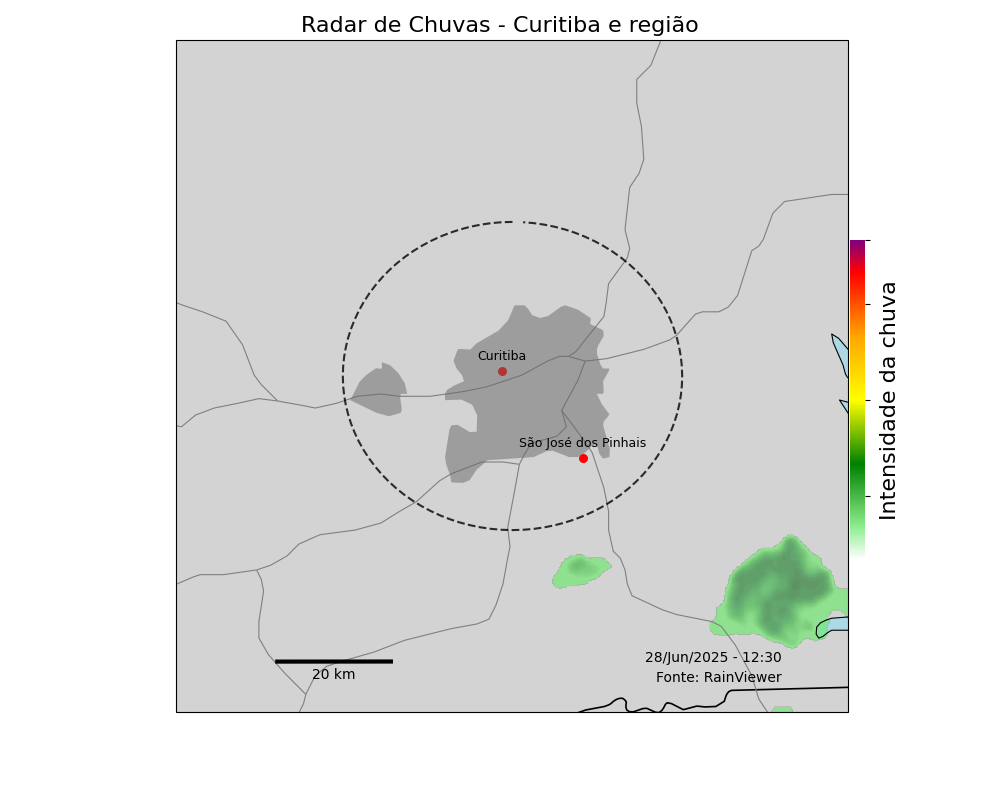 Radar de Chuvas - Curitiba e região
Curitiba
São José dos Pinhais
Intensidade da chuva
28/Jun/2025 - 12:30
20 km
Fonte: RainViewer